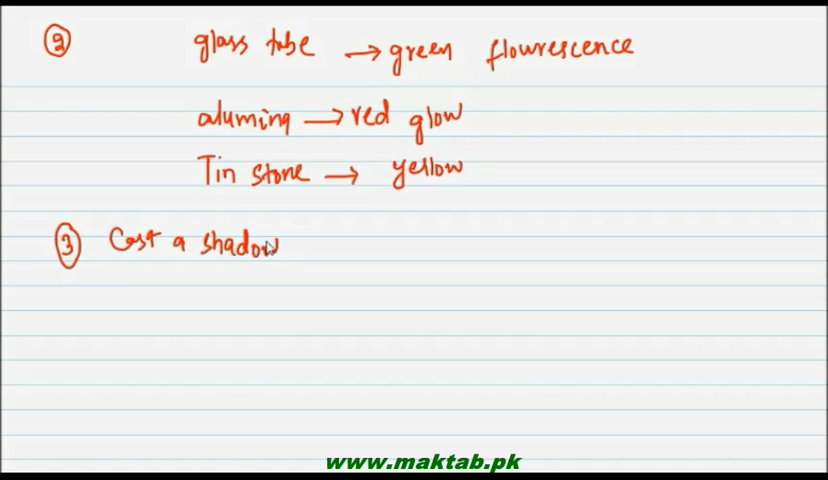 ② glass tube → green flourescence
alumina → red glow
Tin stone → yellow
③ Cast a shadow
www.maktab.pk